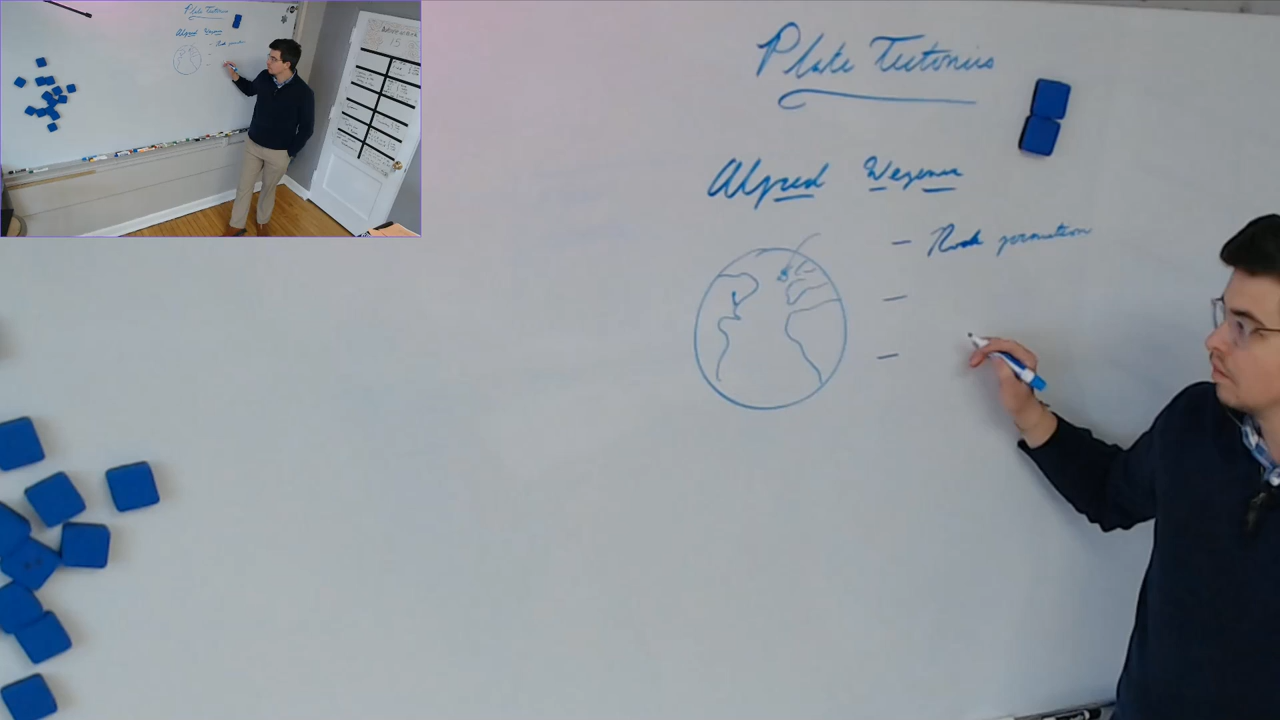 Plate Tectonics
Alfred Wegener
- Rock formation
-
-